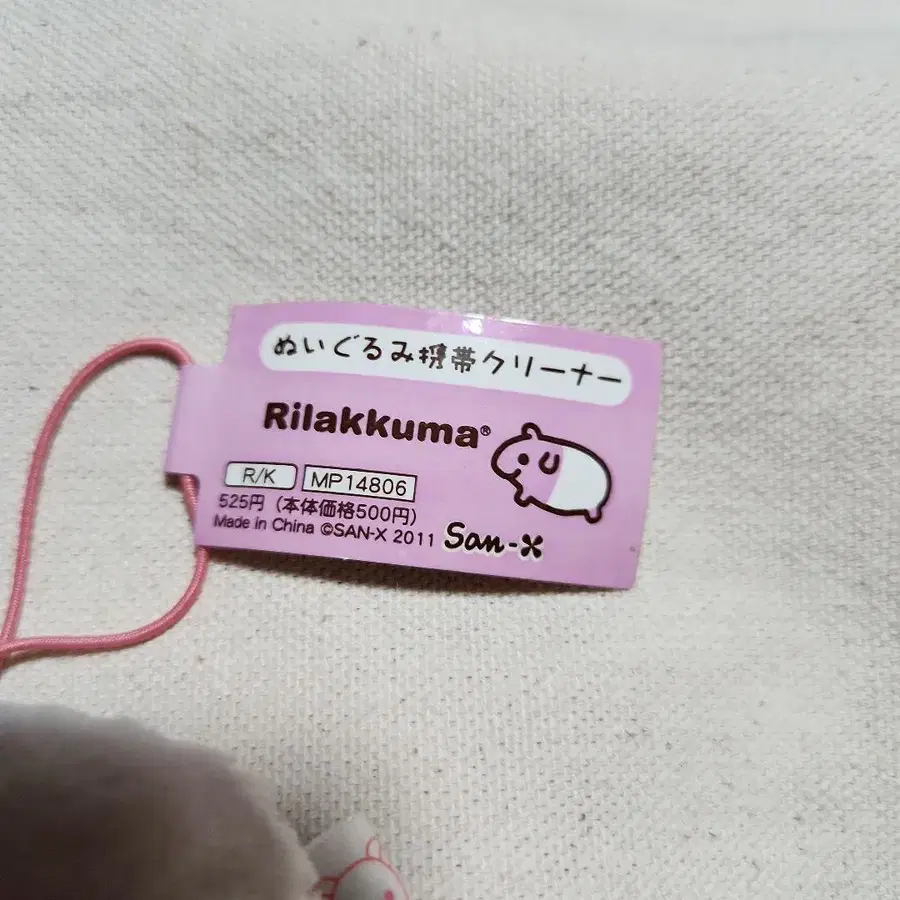 ぬいぐるみ携帯クリーナー
Rilakkuma®
R/K MP14806
525円 (本体価格500円)
Made in China ©SAN-X 2011 San-X